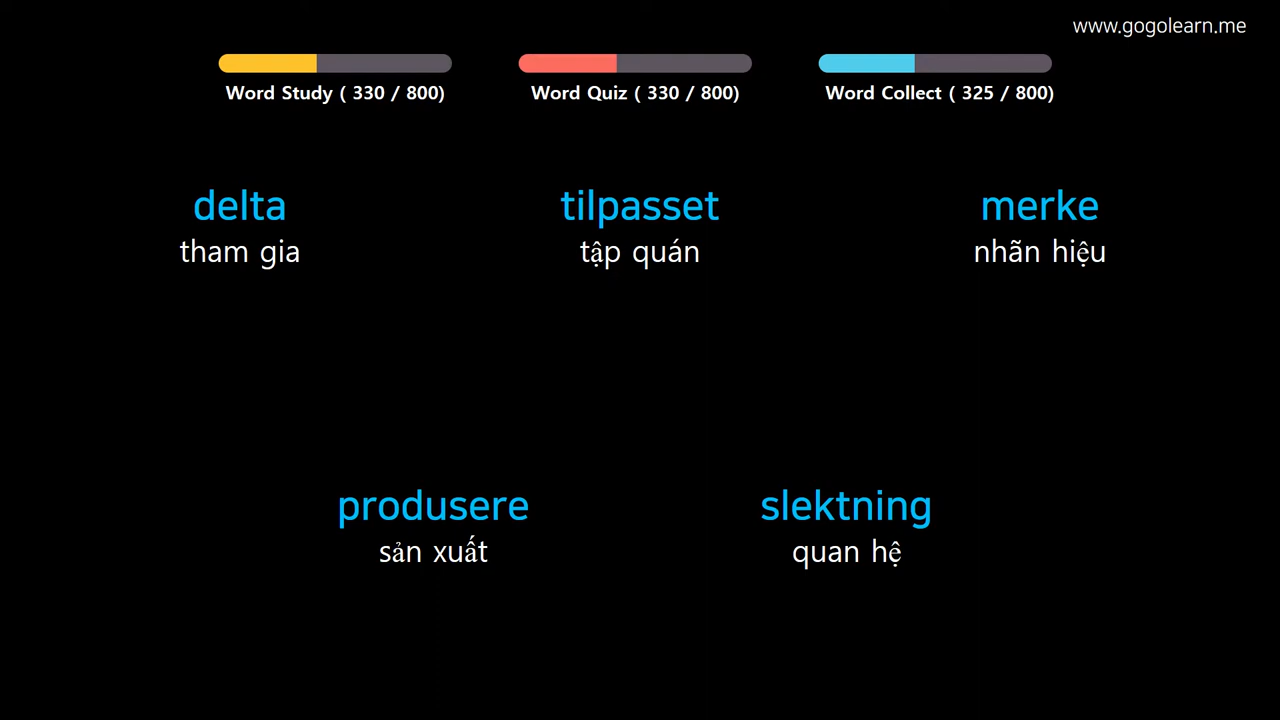 www.gogolearn.me
Word Study ( 330 / 800)
Word Quiz ( 330 / 800)
Word Collect ( 325 / 800)
delta
tham gia
tilpasset
tập quán
merke
nhãn hiệu
produsere
sản xuất
slektning
quan hệ